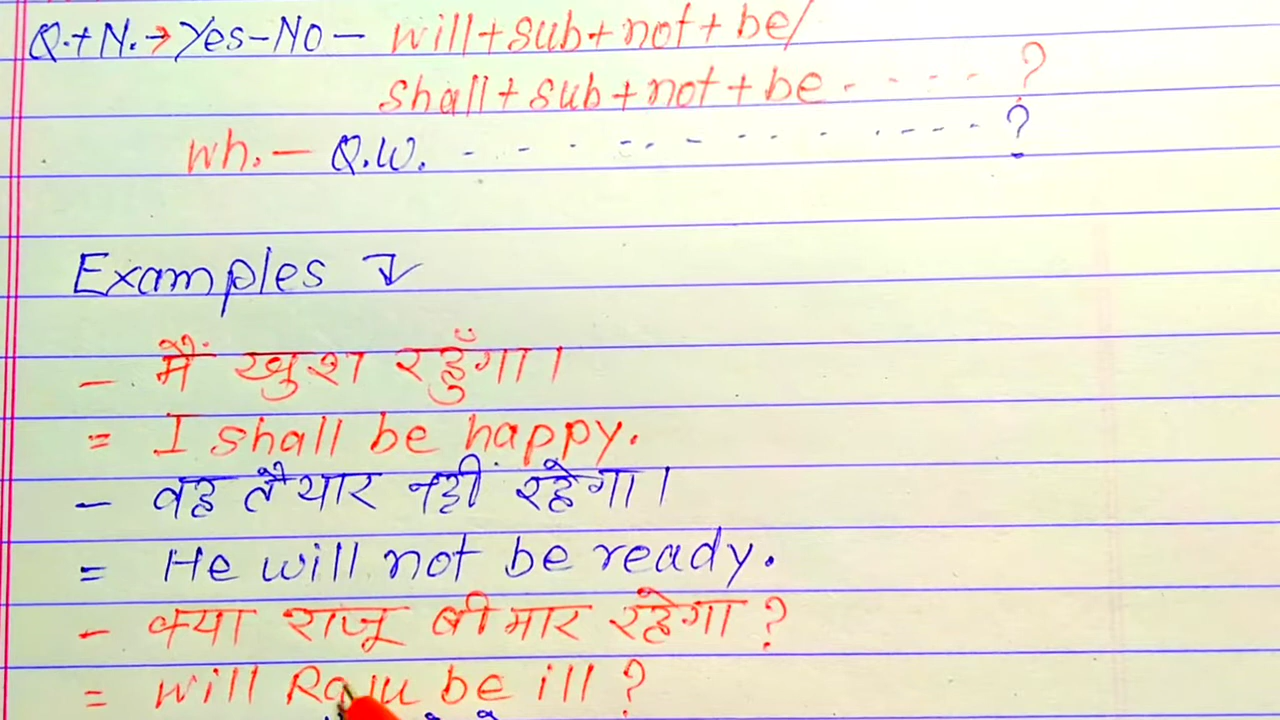 Q.+N.→Yes-No- will+sub+not+be/
shall+sub+not+be - - - - ?
wh. - Q.W. - - - - - - - - - - - - - ?
Examples ↓
- मैं खुश रहुँगा।
= I shall be happy.
- वह तैयार नहीं रहेगा।
= He will not be ready.
- क्या राजू बीमार रहेगा?
= will Raju be ill?